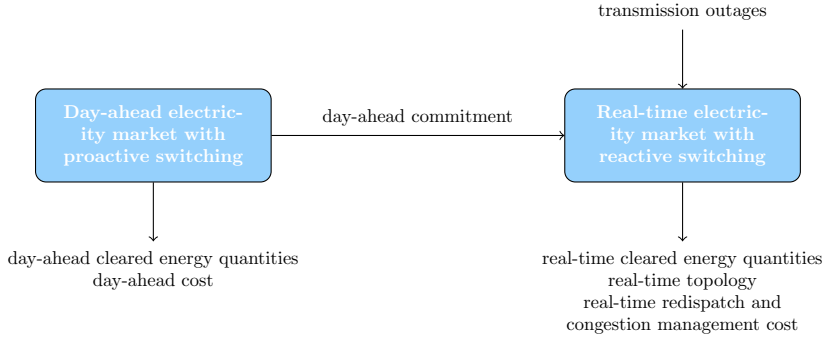 transmission outages
Day-ahead electric-
ity market with
proactive switching
day-ahead commitment
Real-time electric-
ity market with
reactive switching
day-ahead cleared energy quantities
day-ahead cost
real-time cleared energy quantities
real-time topology
real-time redispatch and
congestion management cost